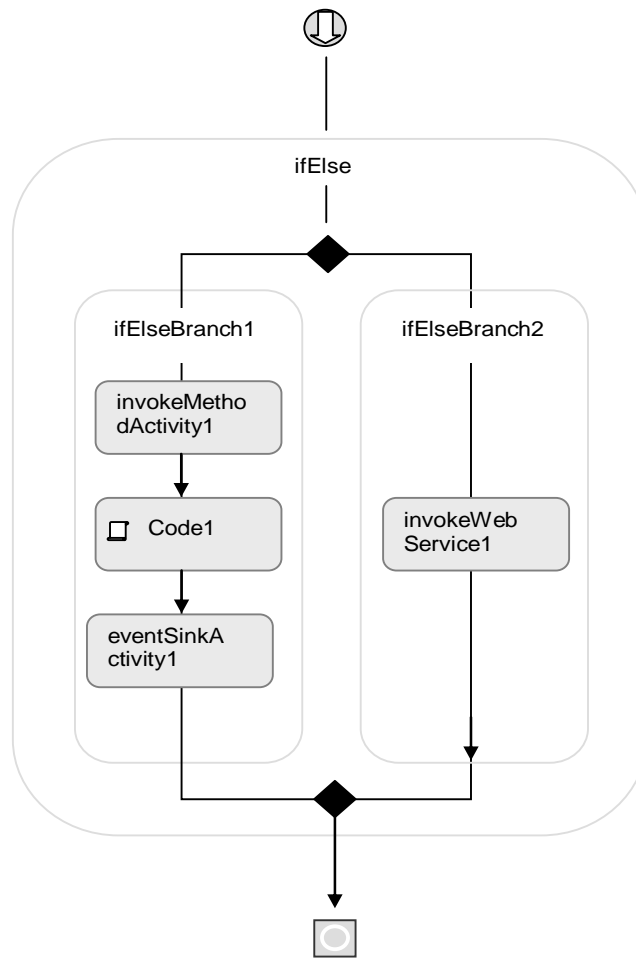 ifElse
ifElseBranch1
ifElseBranch2
invokeMetho
dActivity1
Code1
invokeWeb
Service1
eventSinkA
ctivity1